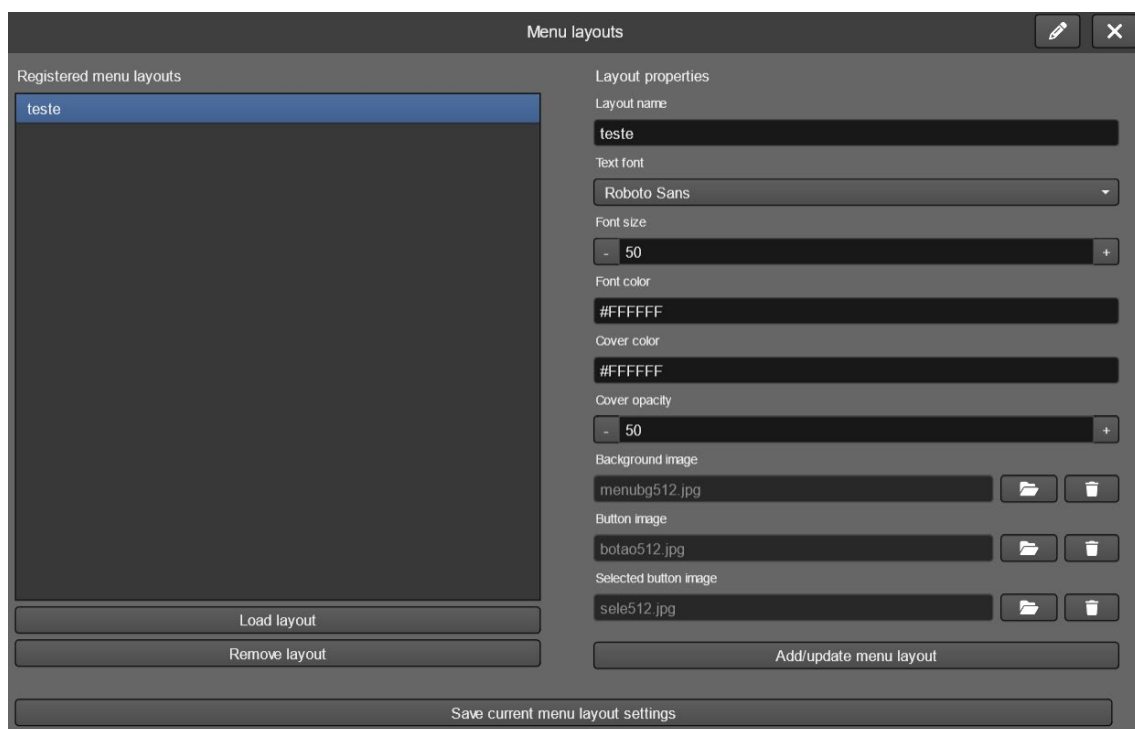 Menu layouts
Registered menu layouts
teste
Load layout
Remove layout
Layout properties
Layout name
teste
Text font
Roboto Sans
Font size
- 50 +
Font color
#FFFFFF
Cover color
#FFFFFF
Cover opacity
- 50 +
Background image
menubg512.jpg
Button image
botao512.jpg
Selected button image
sele512.jpg
Add/update menu layout
Save current menu layout settings